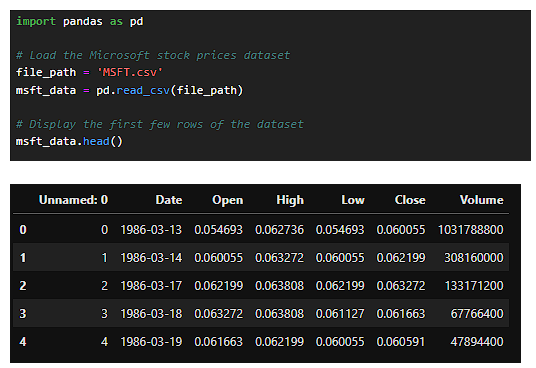 import pandas as pd
# Load the Microsoft stock prices dataset
file_path = 'MSFT.csv'
msft_data = pd.read_csv(file_path)
# Display the first few rows of the dataset
msft_data.head()
Unnamed: 0 Date Open High Low Close Volume
0 0 1986-03-13 0.054693 0.062736 0.054693 0.060055 1031788800
1 1 1986-03-14 0.060055 0.063272 0.060055 0.062199 308160000
2 2 1986-03-17 0.062199 0.063808 0.062199 0.063272 133171200
3 3 1986-03-18 0.063272 0.063808 0.061127 0.061663 67766400
4 4 1986-03-19 0.061663 0.062199 0.060055 0.060591 47894400